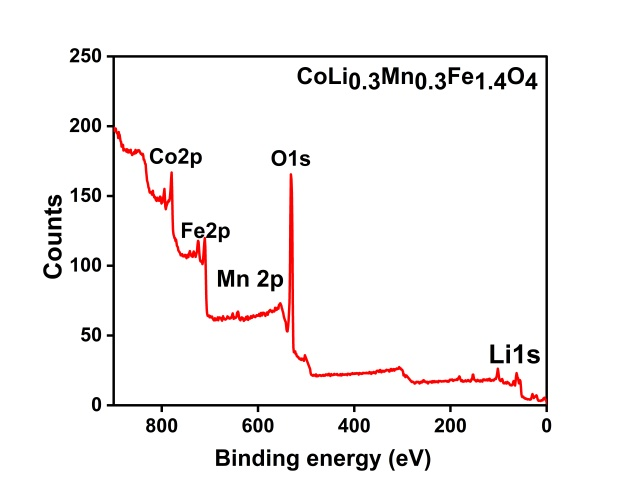 250
CoLi0.3Mn0.3Fe1.4O4
200
Co2p
O1s
150
Fe2p
Counts
100
Mn 2p
50
Li1s
0
800 600 400 200 0
Binding energy (eV)